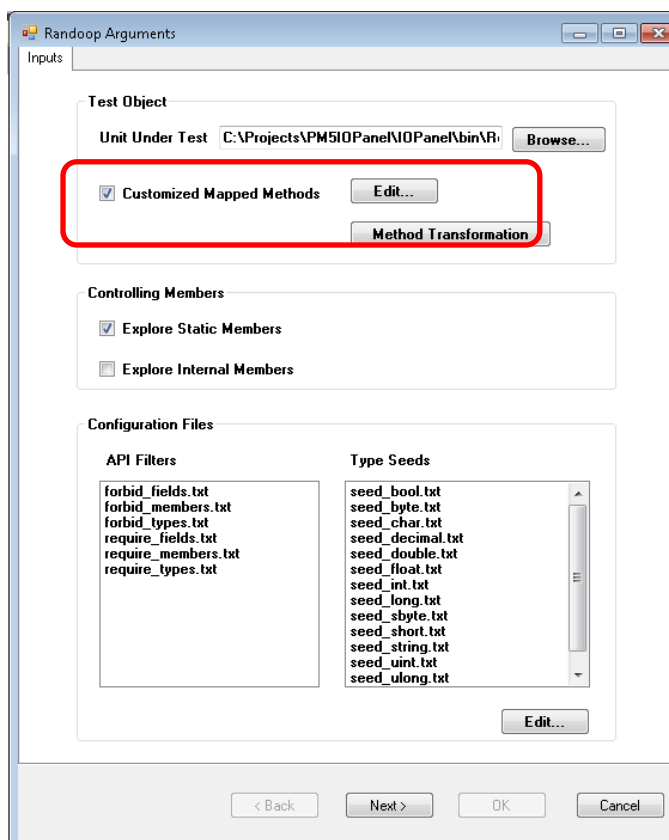 Randoop Arguments
Inputs
Test Object
Unit Under Test C:\Projects\PM5IOPanel\IOPanel\bin\R Browse...
Customized Mapped Methods Edit...
Method Transformation
Controlling Members
Explore Static Members
Explore Internal Members
Configuration Files
API Filters Type Seeds
forbid_fields.txt seed_bool.txt
forbid_members.txt seed_byte.txt
forbid_types.txt seed_char.txt
require_fields.txt seed_decimal.txt
require_members.txt seed_double.txt
require_types.txt seed_float.txt
seed_int.txt
seed_long.txt
seed_sbyte.txt
seed_short.txt
seed_string.txt
seed_uint.txt
seed_ulong.txt
Edit...
< Back Next > OK Cancel